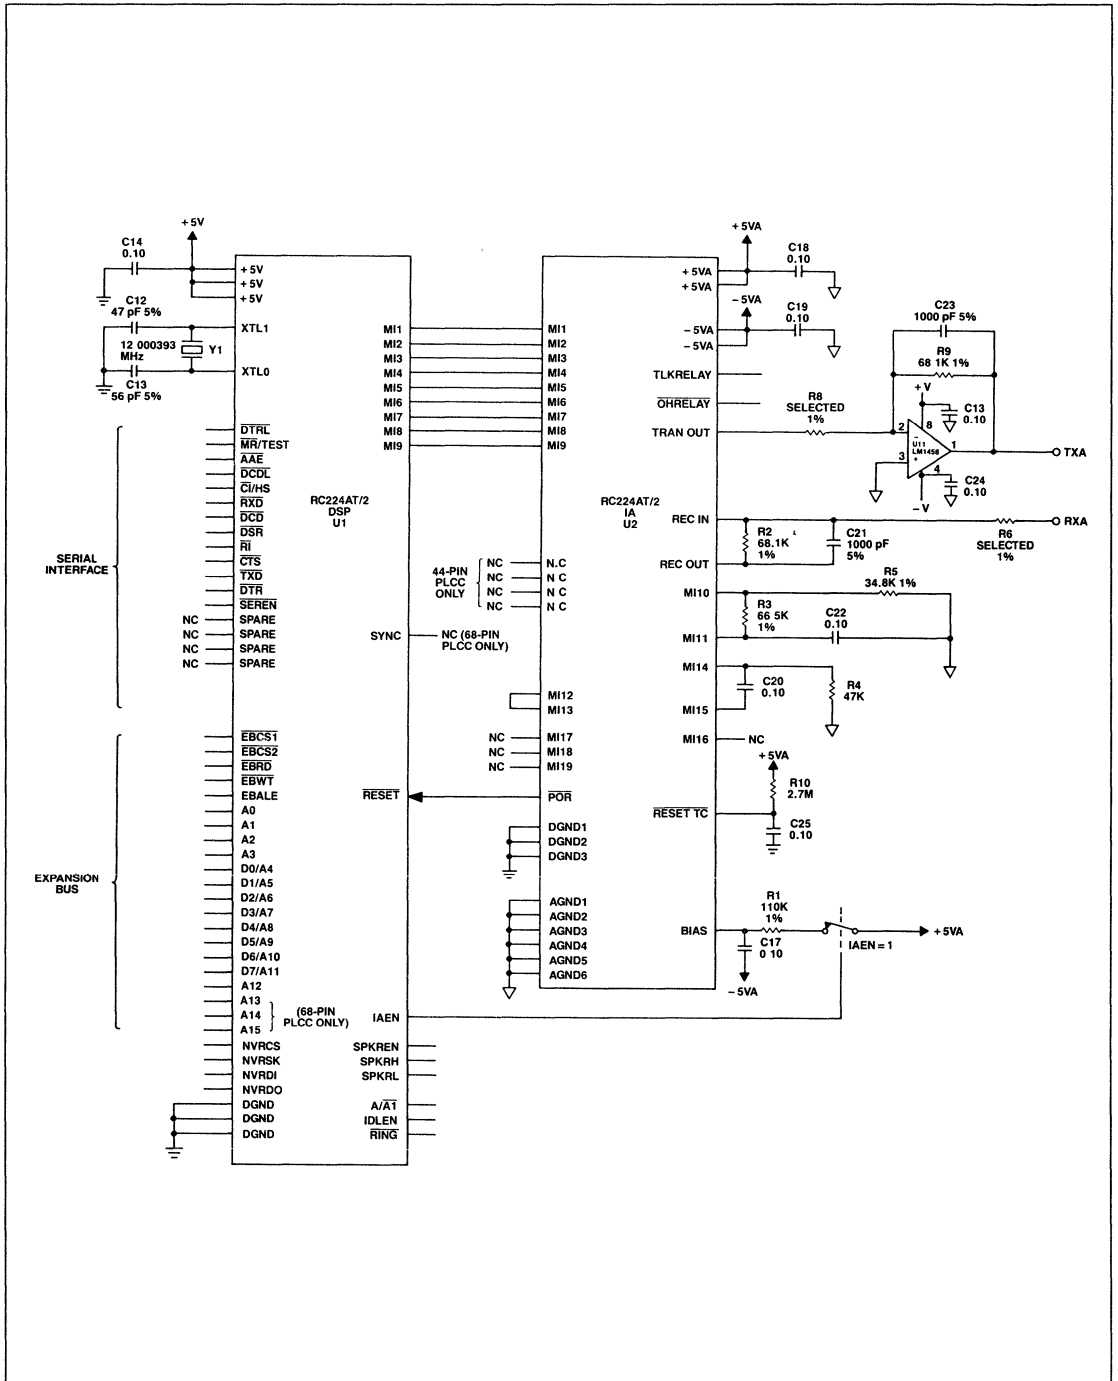 +5V
C14
0.10
+5V
+5V
+5V
C12
47 pF 5%
XTL1
12 000393
MHz
Y1
XTL0
C13
56 pF 5%
MI1
MI2
MI3
MI4
MI5
MI6
MI7
MI8
MI9
SERIAL
INTERFACE
DTRL
MR/TEST
AAE
DCDL
CI/HS
RXD
DCD
DSR
RI
CTS
TXD
DTR
SEREN
NC SPARE
NC SPARE
NC SPARE
NC SPARE
RC224AT/2
DSP
U1
SYNC
NC (68-PIN
PLCC ONLY)
EXPANSION
BUS
EBCS1
EBCS2
EBRD
EBWT
EBALE
A0
A1
A2
A3
D0/A4
D1/A5
D2/A6
D3/A7
D4/A8
D5/A9
D6/A10
D7/A11
A12
A13
A14
A15
(68-PIN
PLCC ONLY)
NVRCS
NVRSK
NVRDI
NVRDO
DGND
DGND
DGND
RESET
IAEN
SPKREN
SPKRH
SPKRL
A/A1
IDLEN
RING
MI1
MI2
MI3
MI4
MI5
MI6
MI7
MI8
MI9
RC224AT/2
IA
U2
44-PIN
PLCC
ONLY
NC N.C
NC N C
NC N C
NC N C
MI12
MI13
NC MI17
NC MI18
NC MI19
POR
DGND1
DGND2
DGND3
AGND1
AGND2
AGND3
AGND4
AGND5
AGND6
+5VA
+5VA
+5VA
C18
0.10
-5VA
-5VA
-5VA
C19
0.10
TLKRELAY
OHRELAY
TRAN OUT
R8
SELECTED
1%
C23
1000 pF 5%
R9
68 1K 1%
+V
C13
0.10
2
8
-
U11
LM1458
+
3
1
4
TXA
C24
0.10
-V
REC IN
RXA
R2
68.1K
1%
C21
1000 pF
5%
R6
SELECTED
1%
REC OUT
R5
34.8K 1%
MI10
R3
66 5K
1%
C22
0.10
MI11
MI14
C20
0.10
R4
47K
MI15
MI16
NC
+5VA
R10
2.7M
RESET TC
C25
0.10
R1
110K
1%
BIAS
C17
0 10
-5VA
IAEN = 1
+5VA